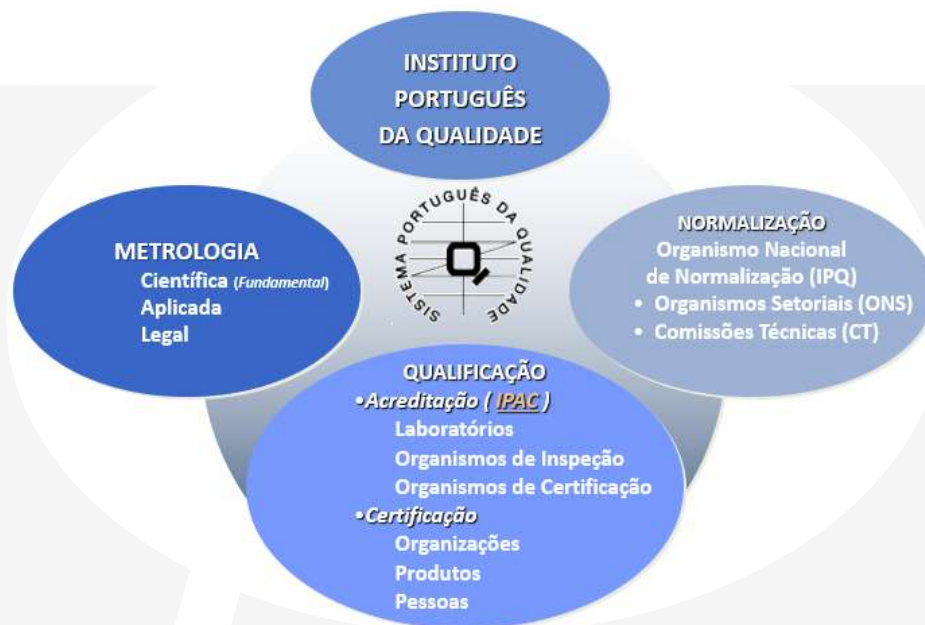 INSTITUTO
PORTUGUÊS
DA QUALIDADE
SISTEMA PORTUGUÊS DA QUALIDADE
METROLOGIA
Científica (Fundamental)
Aplicada
Legal
NORMALIZAÇÃO
Organismo Nacional
de Normalização (IPQ)
• Organismos Setoriais (ONS)
• Comissões Técnicas (CT)
QUALIFICAÇÃO
•Acreditação ( IPAC )
Laboratórios
Organismos de Inspeção
Organismos de Certificação
•Certificação
Organizações
Produtos
Pessoas